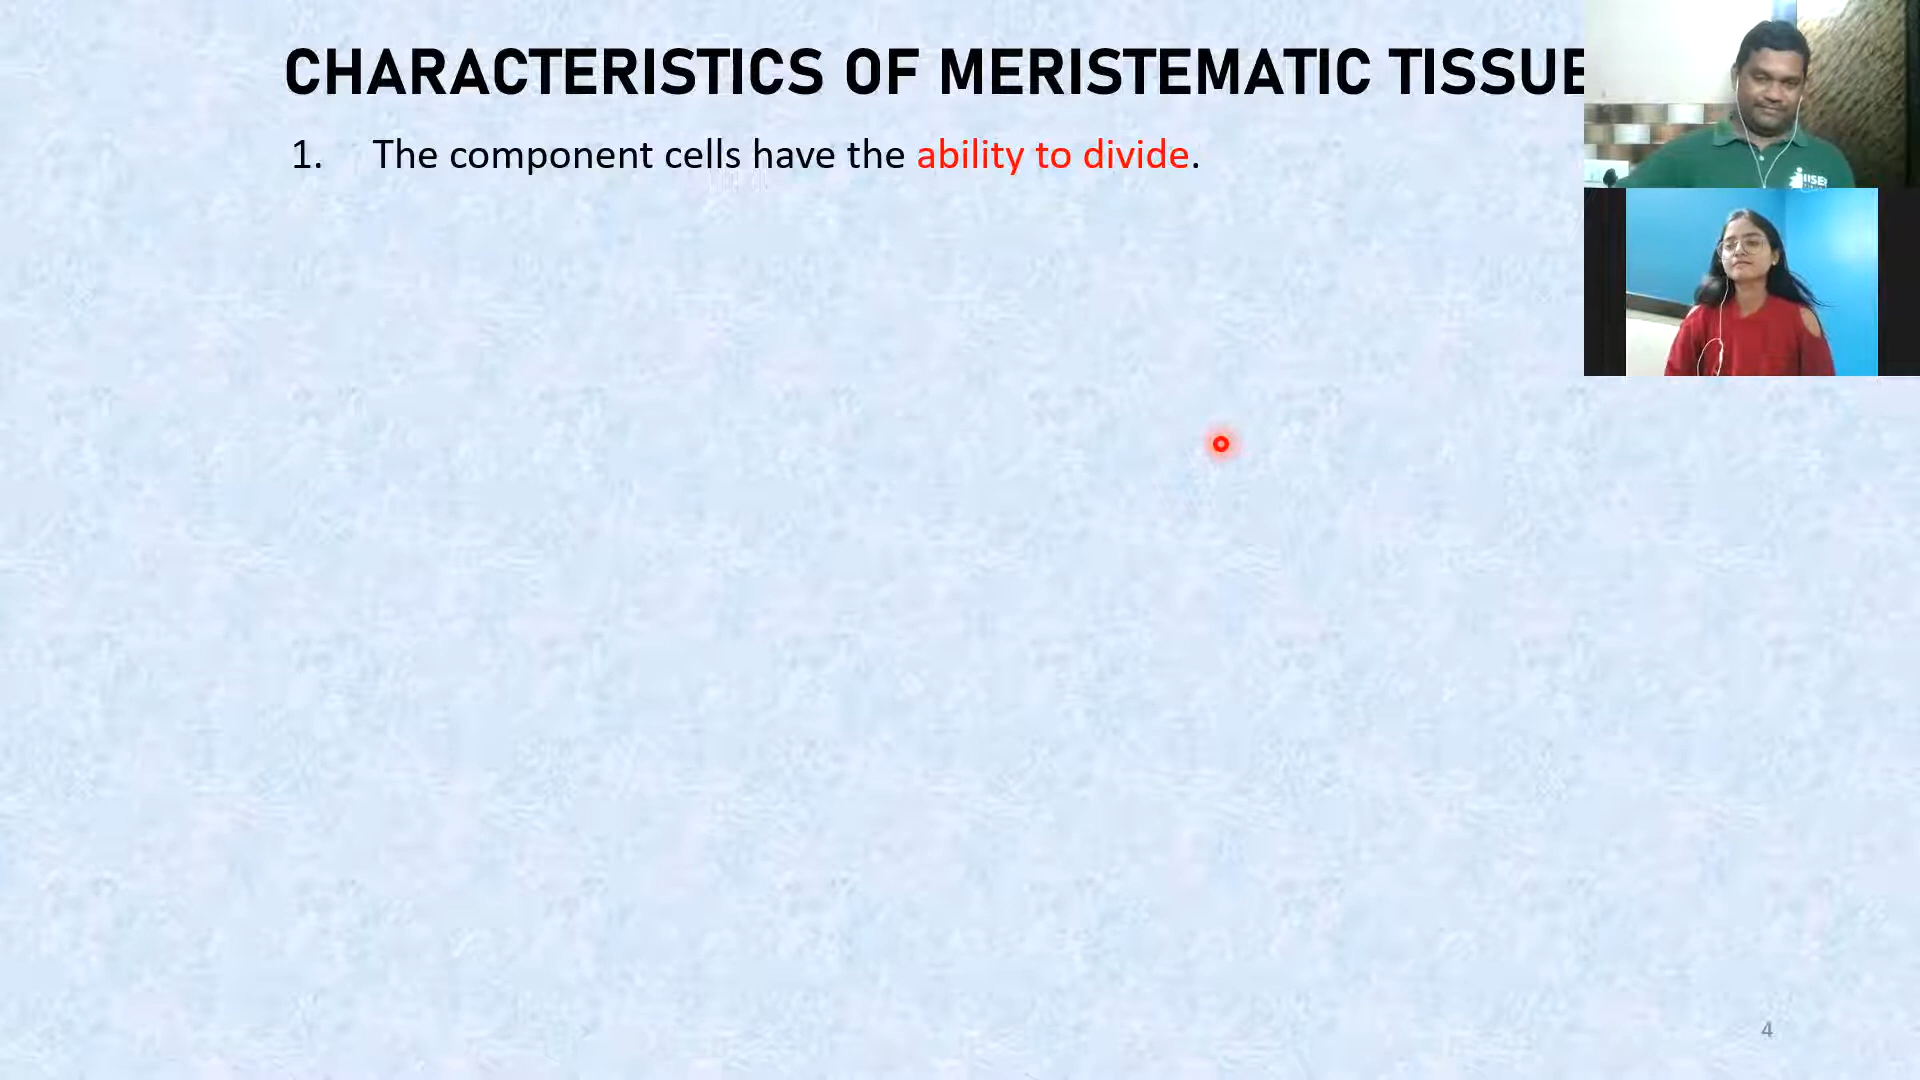 CHARACTERISTICS OF MERISTEMATIC TISSUE
1. The component cells have the ability to divide.
4